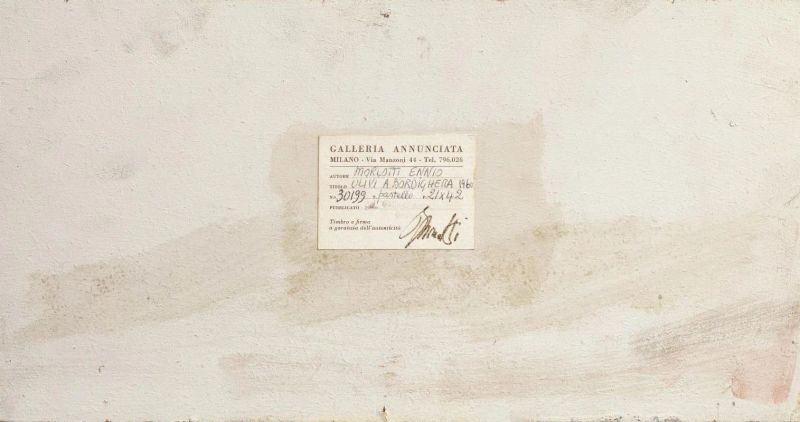 GALLERIA ANNUNCIATA
MILANO - Via Manzoni 44 - Tel. 796.026
AUTORE MORLOTTI ENNIO
TITOLO ULIVI A BORDIGHERA 1960
N.o 30199 pastello 21x42
PUBBLICATO
Timbro e firma
a garanzia dell'autenticità